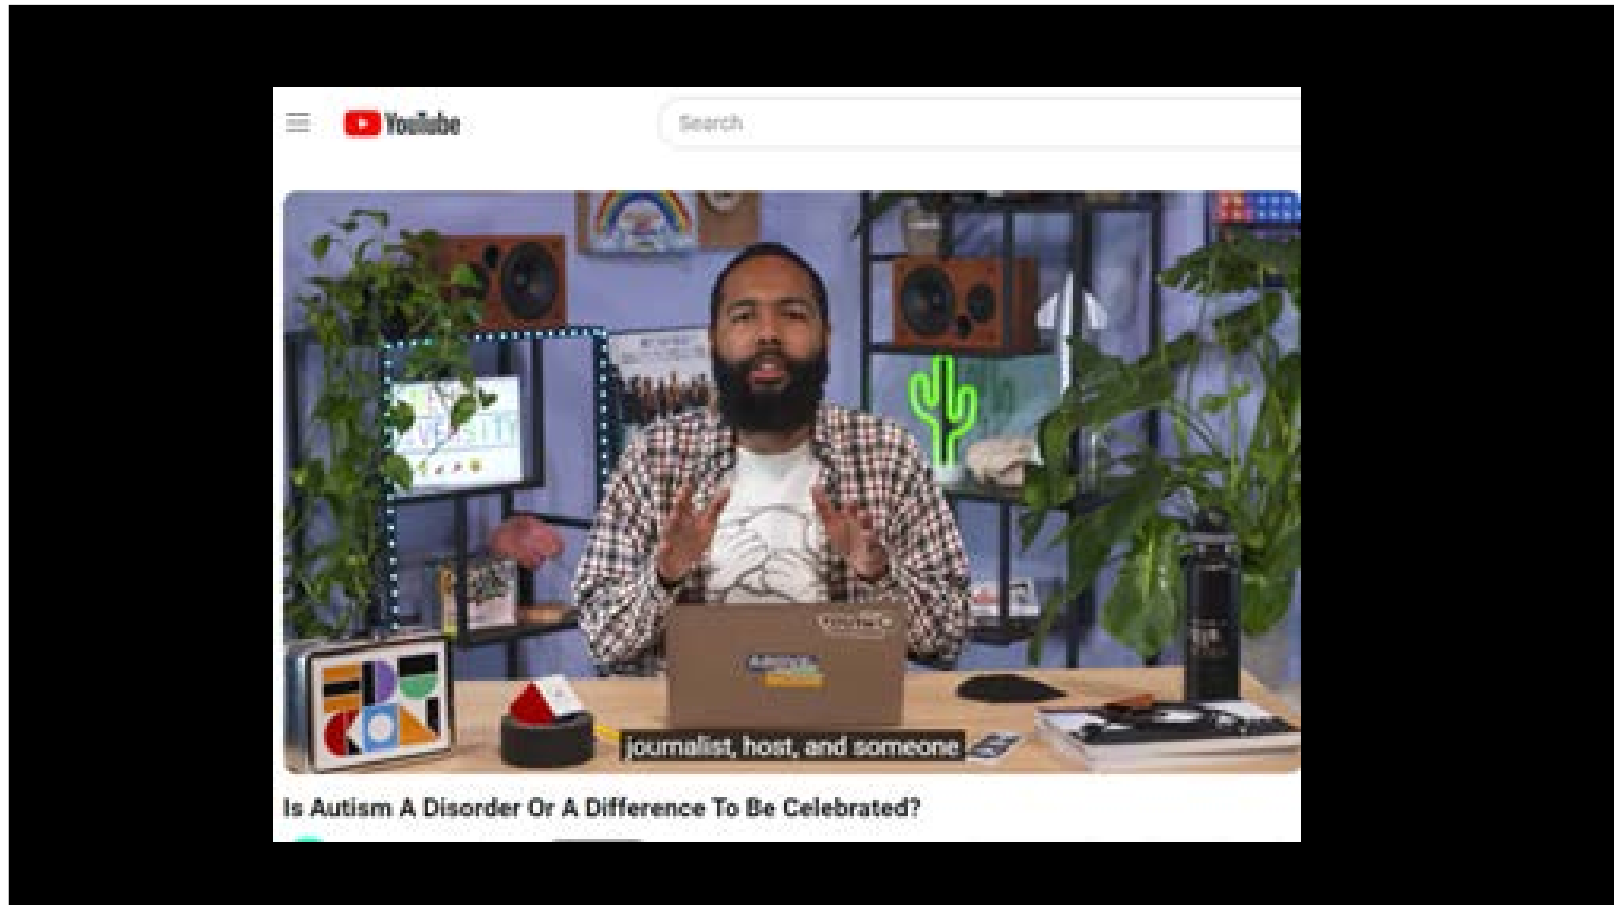 YouTube
Search
journalist, host, and someone
Is Autism A Disorder Or A Difference To Be Celebrated?